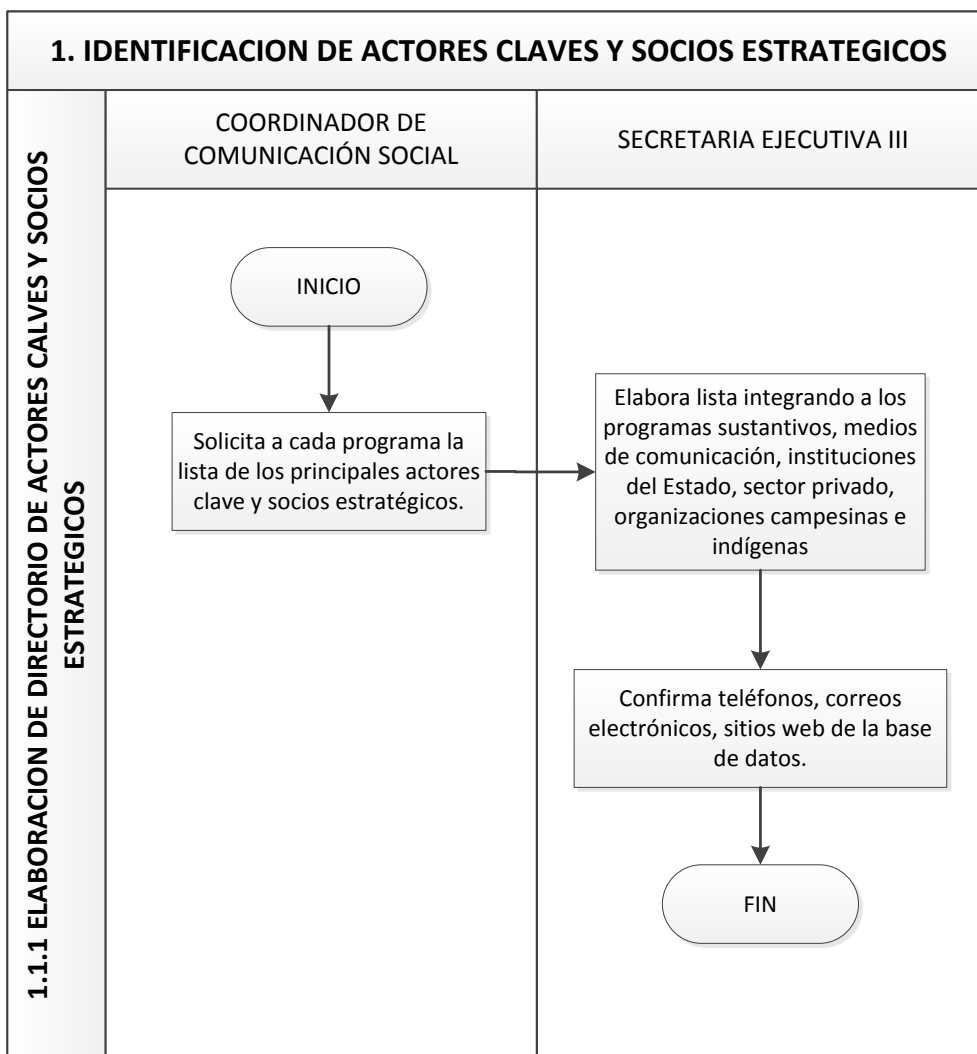 1. IDENTIFICACION DE ACTORES CLAVES Y SOCIOS ESTRATEGICOS
1.1.1 ELABORACION DE DIRECTORIO DE ACTORES CALVES Y SOCIOS
ESTRATEGICOS
COORDINADOR DE
COMUNICACIÓN SOCIAL
SECRETARIA EJECUTIVA III
INICIO
Solicita a cada programa la
lista de los principales actores
clave y socios estratégicos.
Elabora lista integrando a los
programas sustantivos, medios
de comunicación, instituciones
del Estado, sector privado,
organizaciones campesinas e
indígenas
Confirma teléfonos, correos
electrónicos, sitios web de la base
de datos.
FIN